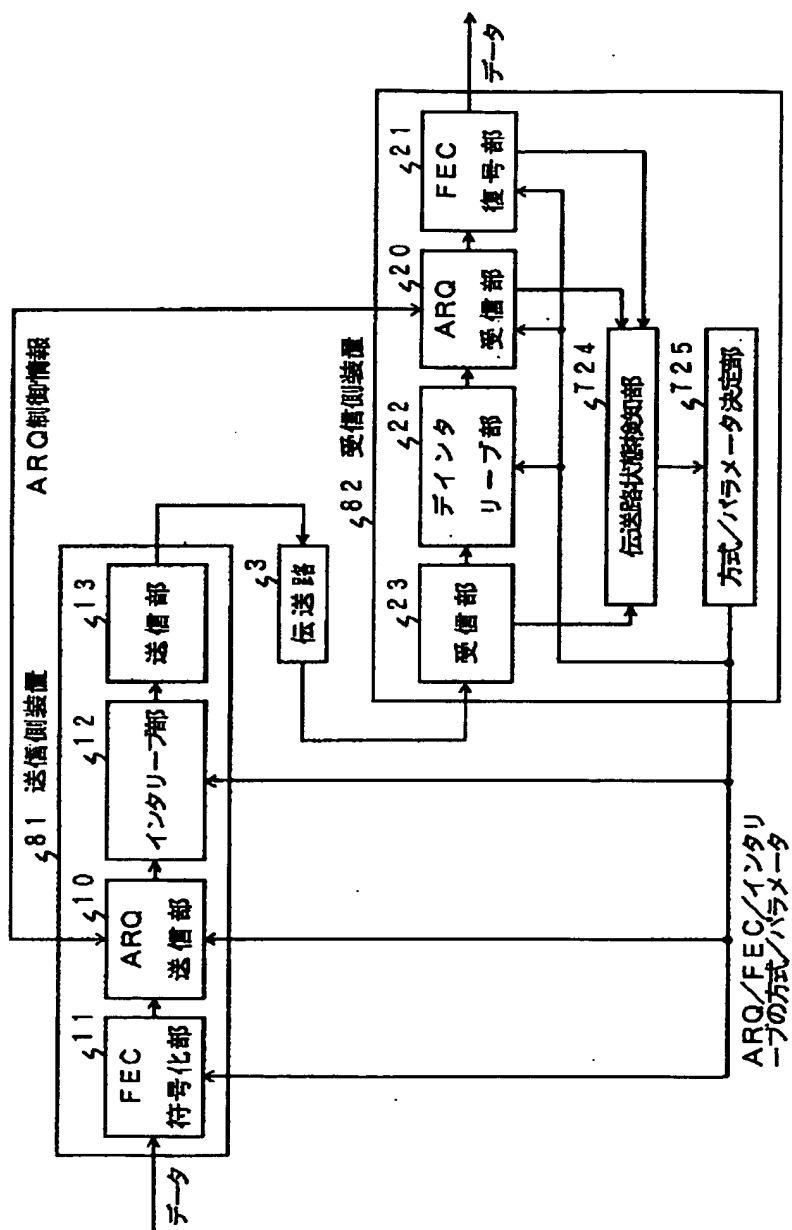 ARQ制御情報
81 送信側装置
データ
11
FEC
符号化部
10
ARQ
送信部
12
インタリーブ部
13
送信部
3
伝送路
82 受信側装置
23
受信部
22
デインタ
リーブ部
20
ARQ
受信部
21
FEC
復号部
データ
724
伝送路状態検知部
725
方式/パラメータ決定部
ARQ/FEC/インタリ
ーブの方式/パラメータ